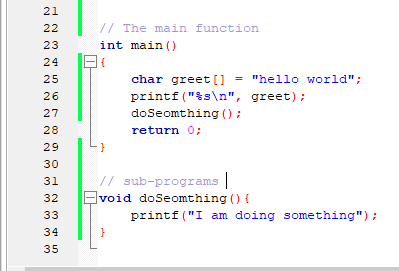 21
22 // The main function
23 int main()
24 {
25 char greet[] = "hello world";
26 printf("%s\n", greet);
27 doSeomthing();
28 return 0;
29 }
30
31 // sub-programs
32 void doSeomthing(){
33 printf("I am doing something");
34 }
35